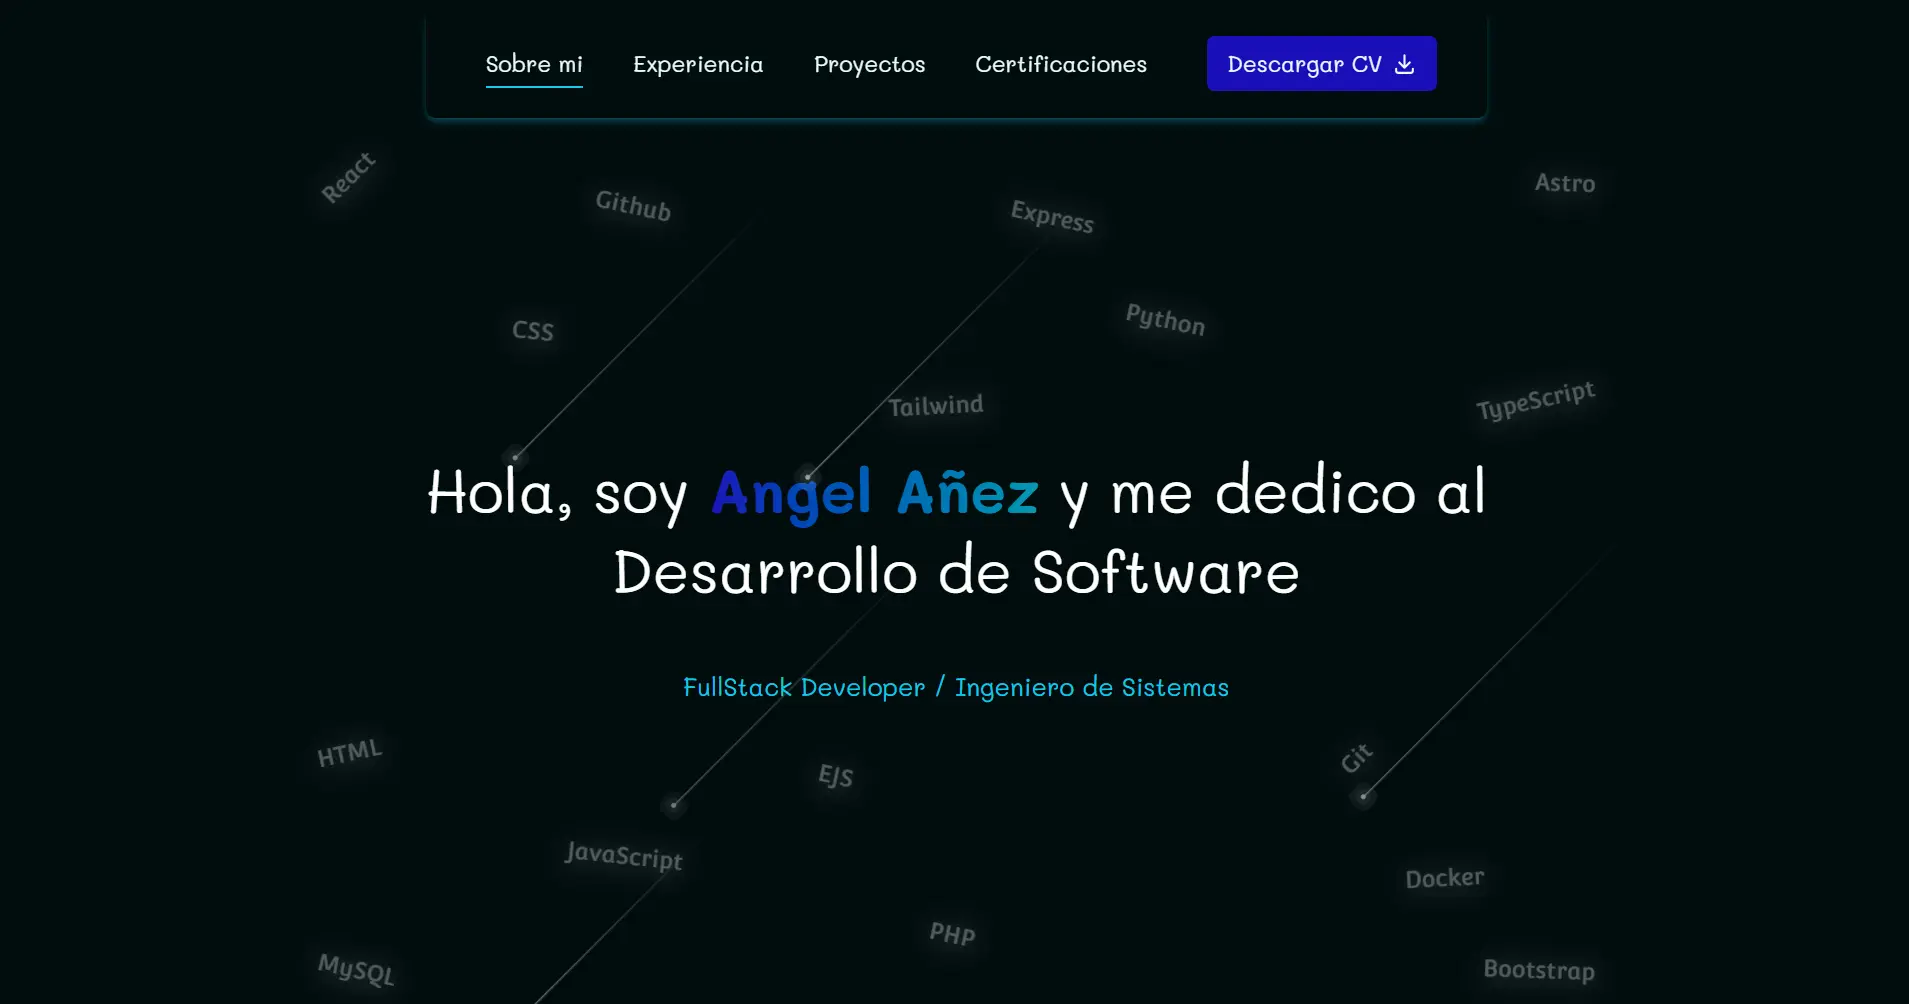 Sobre mi
Experiencia
Proyectos
Certificaciones
Descargar CV
React
Github
Express
Astro
CSS
Python
Tailwind
TypeScript
Hola, soy Angel Añez y me dedico al
Desarrollo de Software
FullStack Developer / Ingeniero de Sistemas
HTML
EJS
Git
JavaScript
Docker
PHP
MySQL
Bootstrap